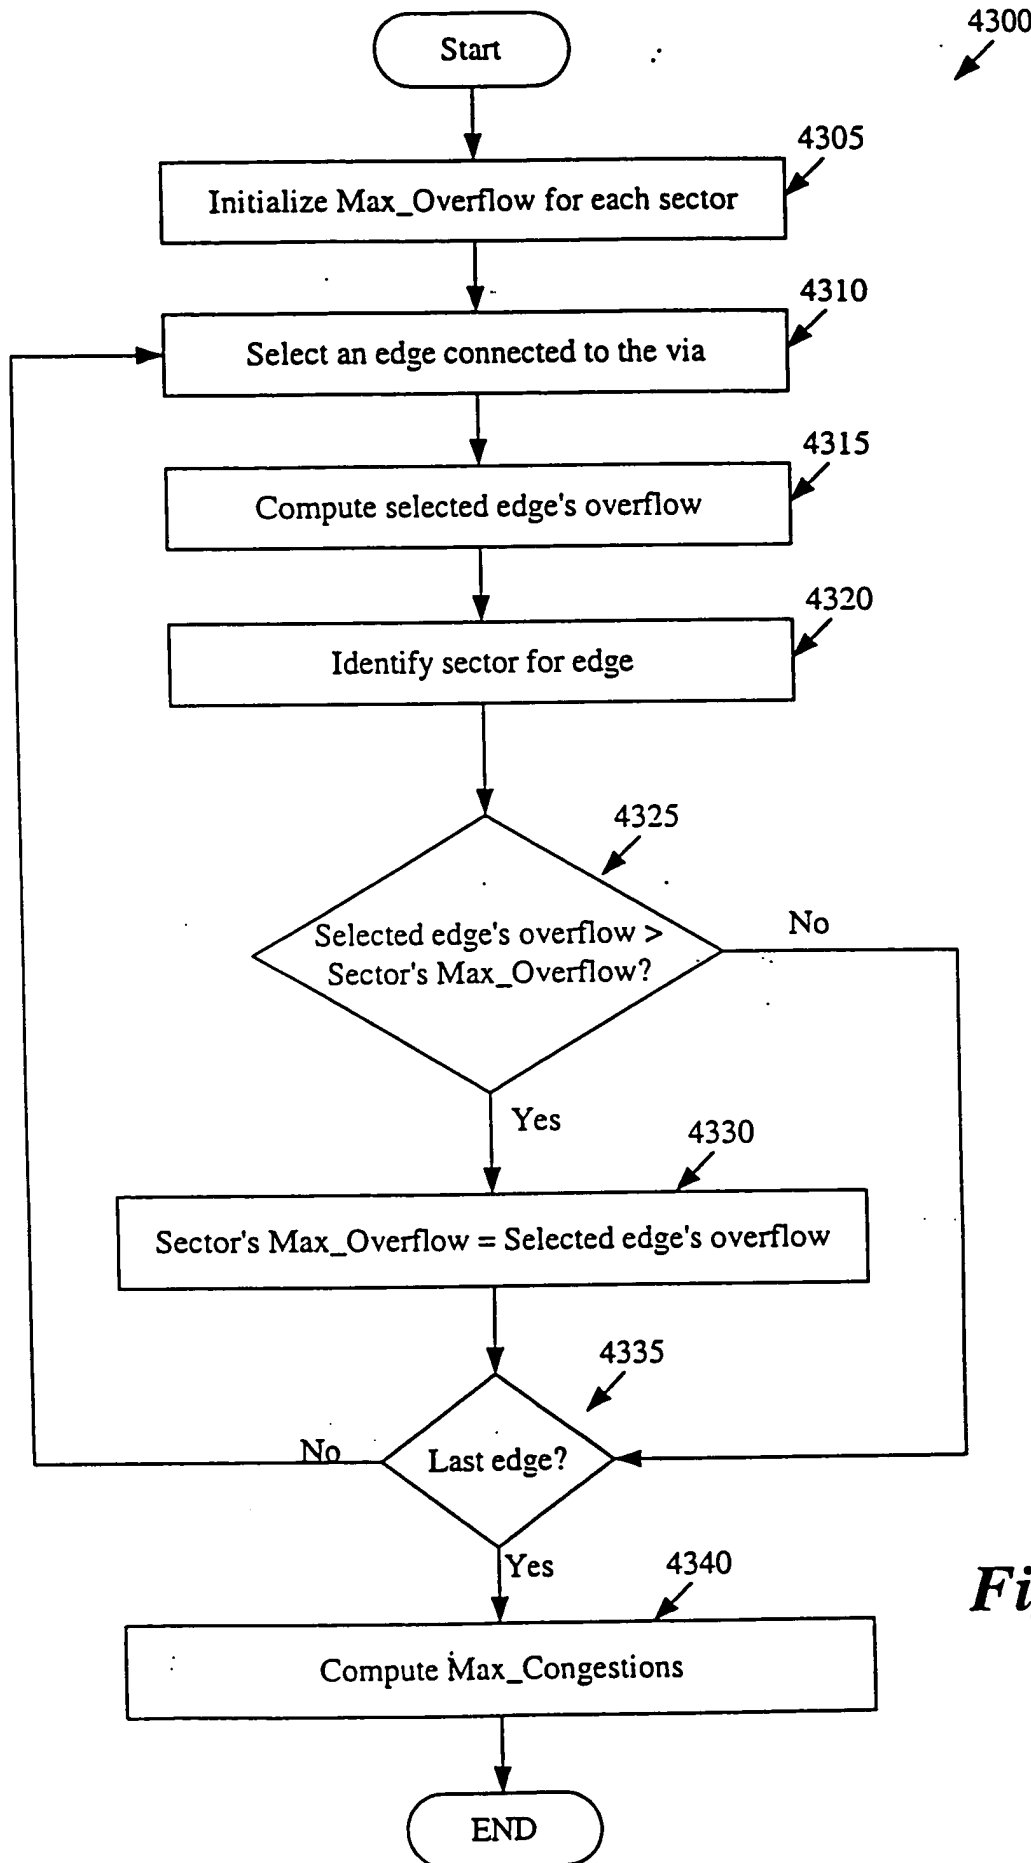 4300
Start
4305
Initialize Max_Overflow for each sector
4310
Select an edge connected to the via
4315
Compute selected edge's overflow
4320
Identify sector for edge
4325
Selected edge's overflow >
Sector's Max_Overflow?
No
Yes
4330
Sector's Max_Overflow = Selected edge's overflow
4335
Last edge?
No
Yes
4340
Compute Max_Congestions
END
Fi